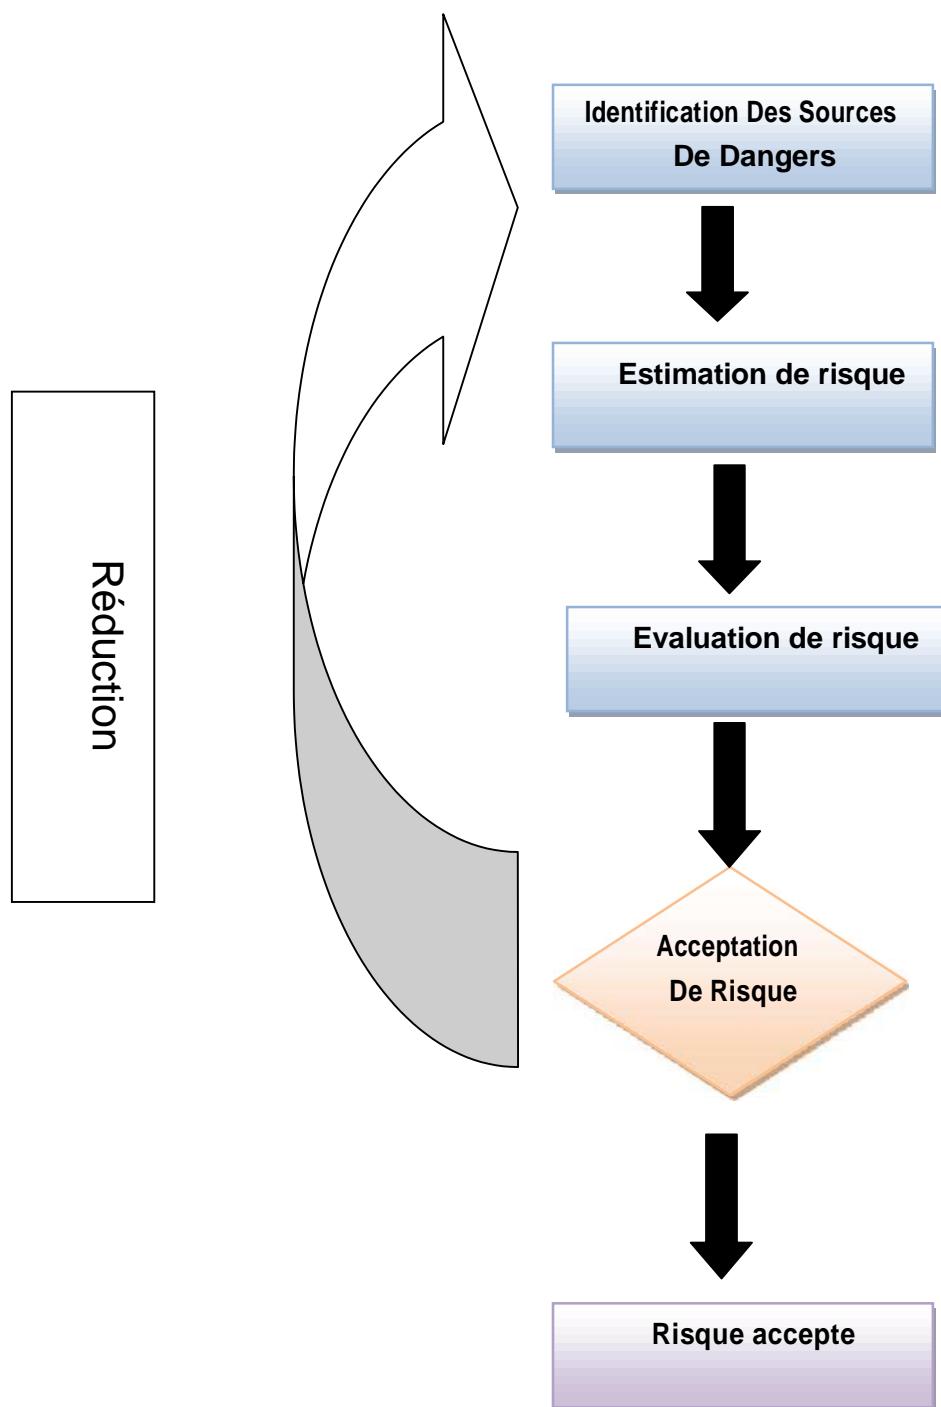 Identification Des Sources
De Dangers
Estimation de risque
Réduction
Evaluation de risque
Acceptation
De Risque
Risque accepte